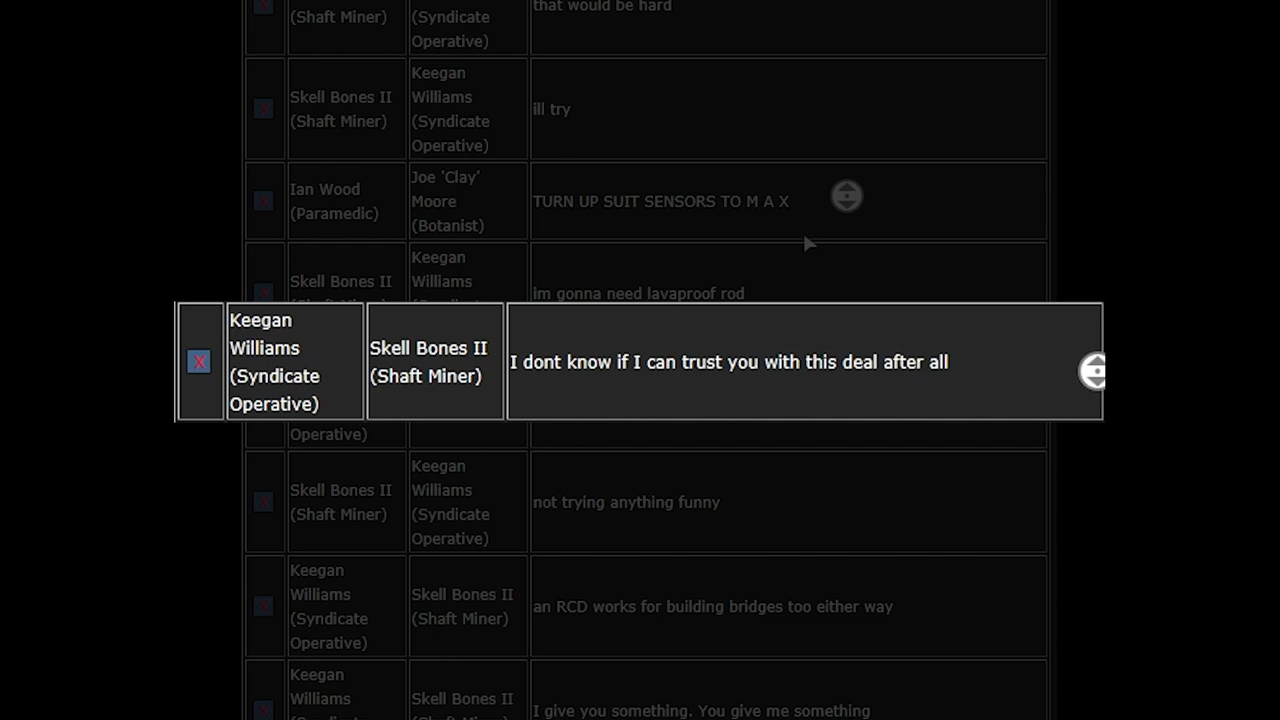 that would be hard
(Shaft Miner)
(Syndicate
Operative)
Skell Bones II
(Shaft Miner)
Keegan
Williams
(Syndicate
Operative)
ill try
Ian Wood
(Paramedic)
Joe 'Clay'
Moore
(Botanist)
TURN UP SUIT SENSORS TO M A X
Skell Bones II
Keegan
Williams
im gonna need lavaproof rod
X
Keegan
Williams
(Syndicate
Operative)
Skell Bones II
(Shaft Miner)
I dont know if I can trust you with this deal after all
Operative)
Skell Bones II
(Shaft Miner)
Keegan
Williams
(Syndicate
Operative)
not trying anything funny
Keegan
Williams
(Syndicate
Operative)
Skell Bones II
(Shaft Miner)
an RCD works for building bridges too either way
Keegan
Williams
Skell Bones II
I give you something. You give me something